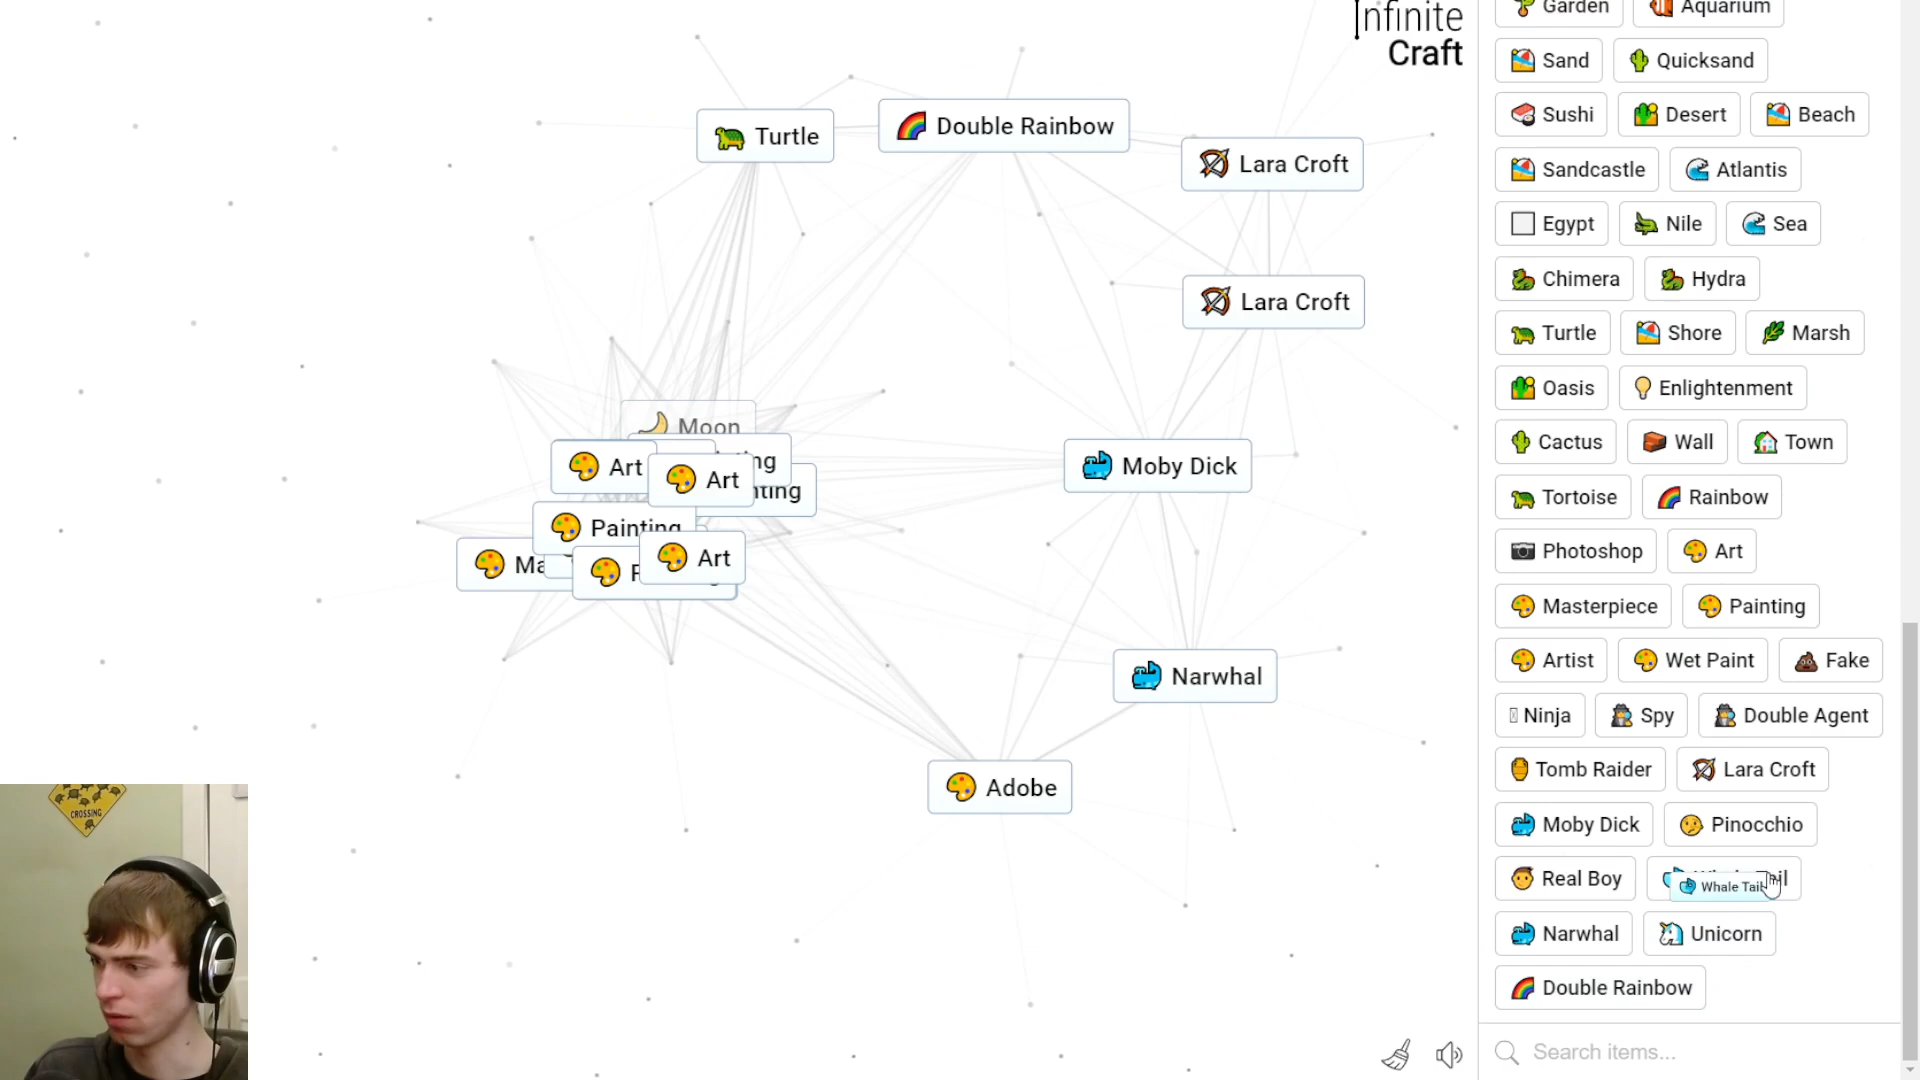 Infinite
Craft
Turtle
Double Rainbow
Lara Croft
Lara Croft
Moon
Art
Art
Painting
Art
Moby Dick
Narwhal
Adobe
Garden Aquarium
Sand Quicksand
Sushi Desert Beach
Sandcastle Atlantis
Egypt Nile Sea
Chimera Hydra
Turtle Shore Marsh
Oasis Enlightenment
Cactus Wall Town
Tortoise Rainbow
Photoshop Art
Masterpiece Painting
Artist Wet Paint Fake
Ninja Spy Double Agent
Tomb Raider Lara Croft
Moby Dick Pinocchio
Real Boy Whale Tail
Narwhal Unicorn
Double Rainbow
Search items...
CROSSING